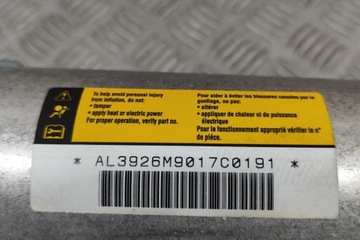 To help avoid personal injury
from inflation, do not:
• tamper
• apply heat or electric power
For proper operation, verify part no.
Pour aider à éviter les blessures causées par le
gonflage, ne pas:
• altérer
• appliquer de chaleur ni de puissance
électrique
Pour le fonctionnement approprié vérifier le n°
de pièce.
* AL3926M9017C0191 *